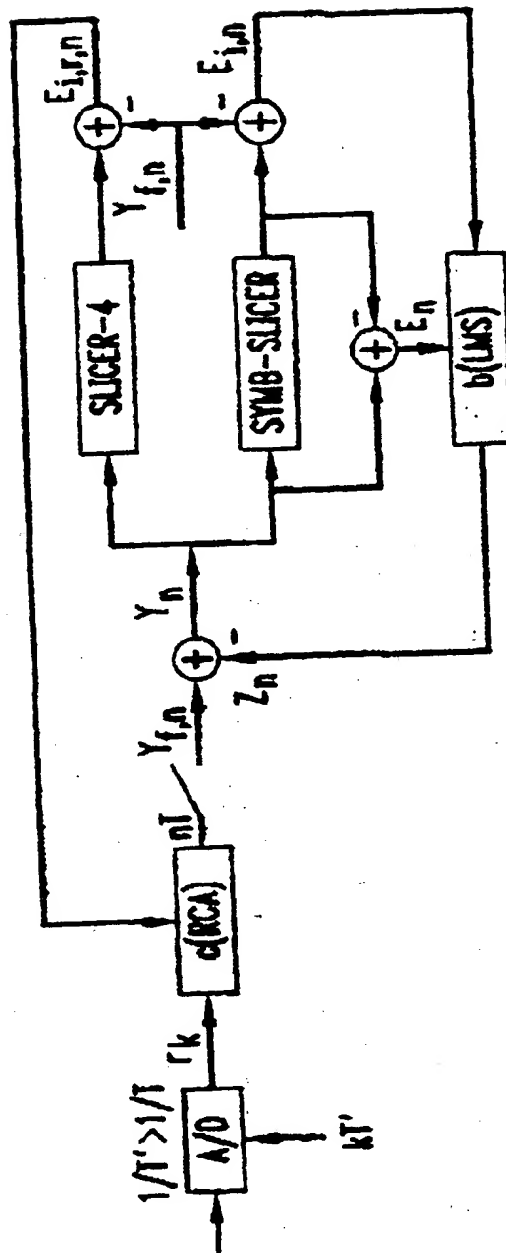 1/T'>1/T
A/D
kT'
r_k
c(RCA)
nT
Y_f,n
Z_n
-
+
Y_n
SLICER-4
SYMB-SLICER
+
-
E_i,r,n
Y_f,n
-
+
E_i,n
-
+
E_n
b(LMS)